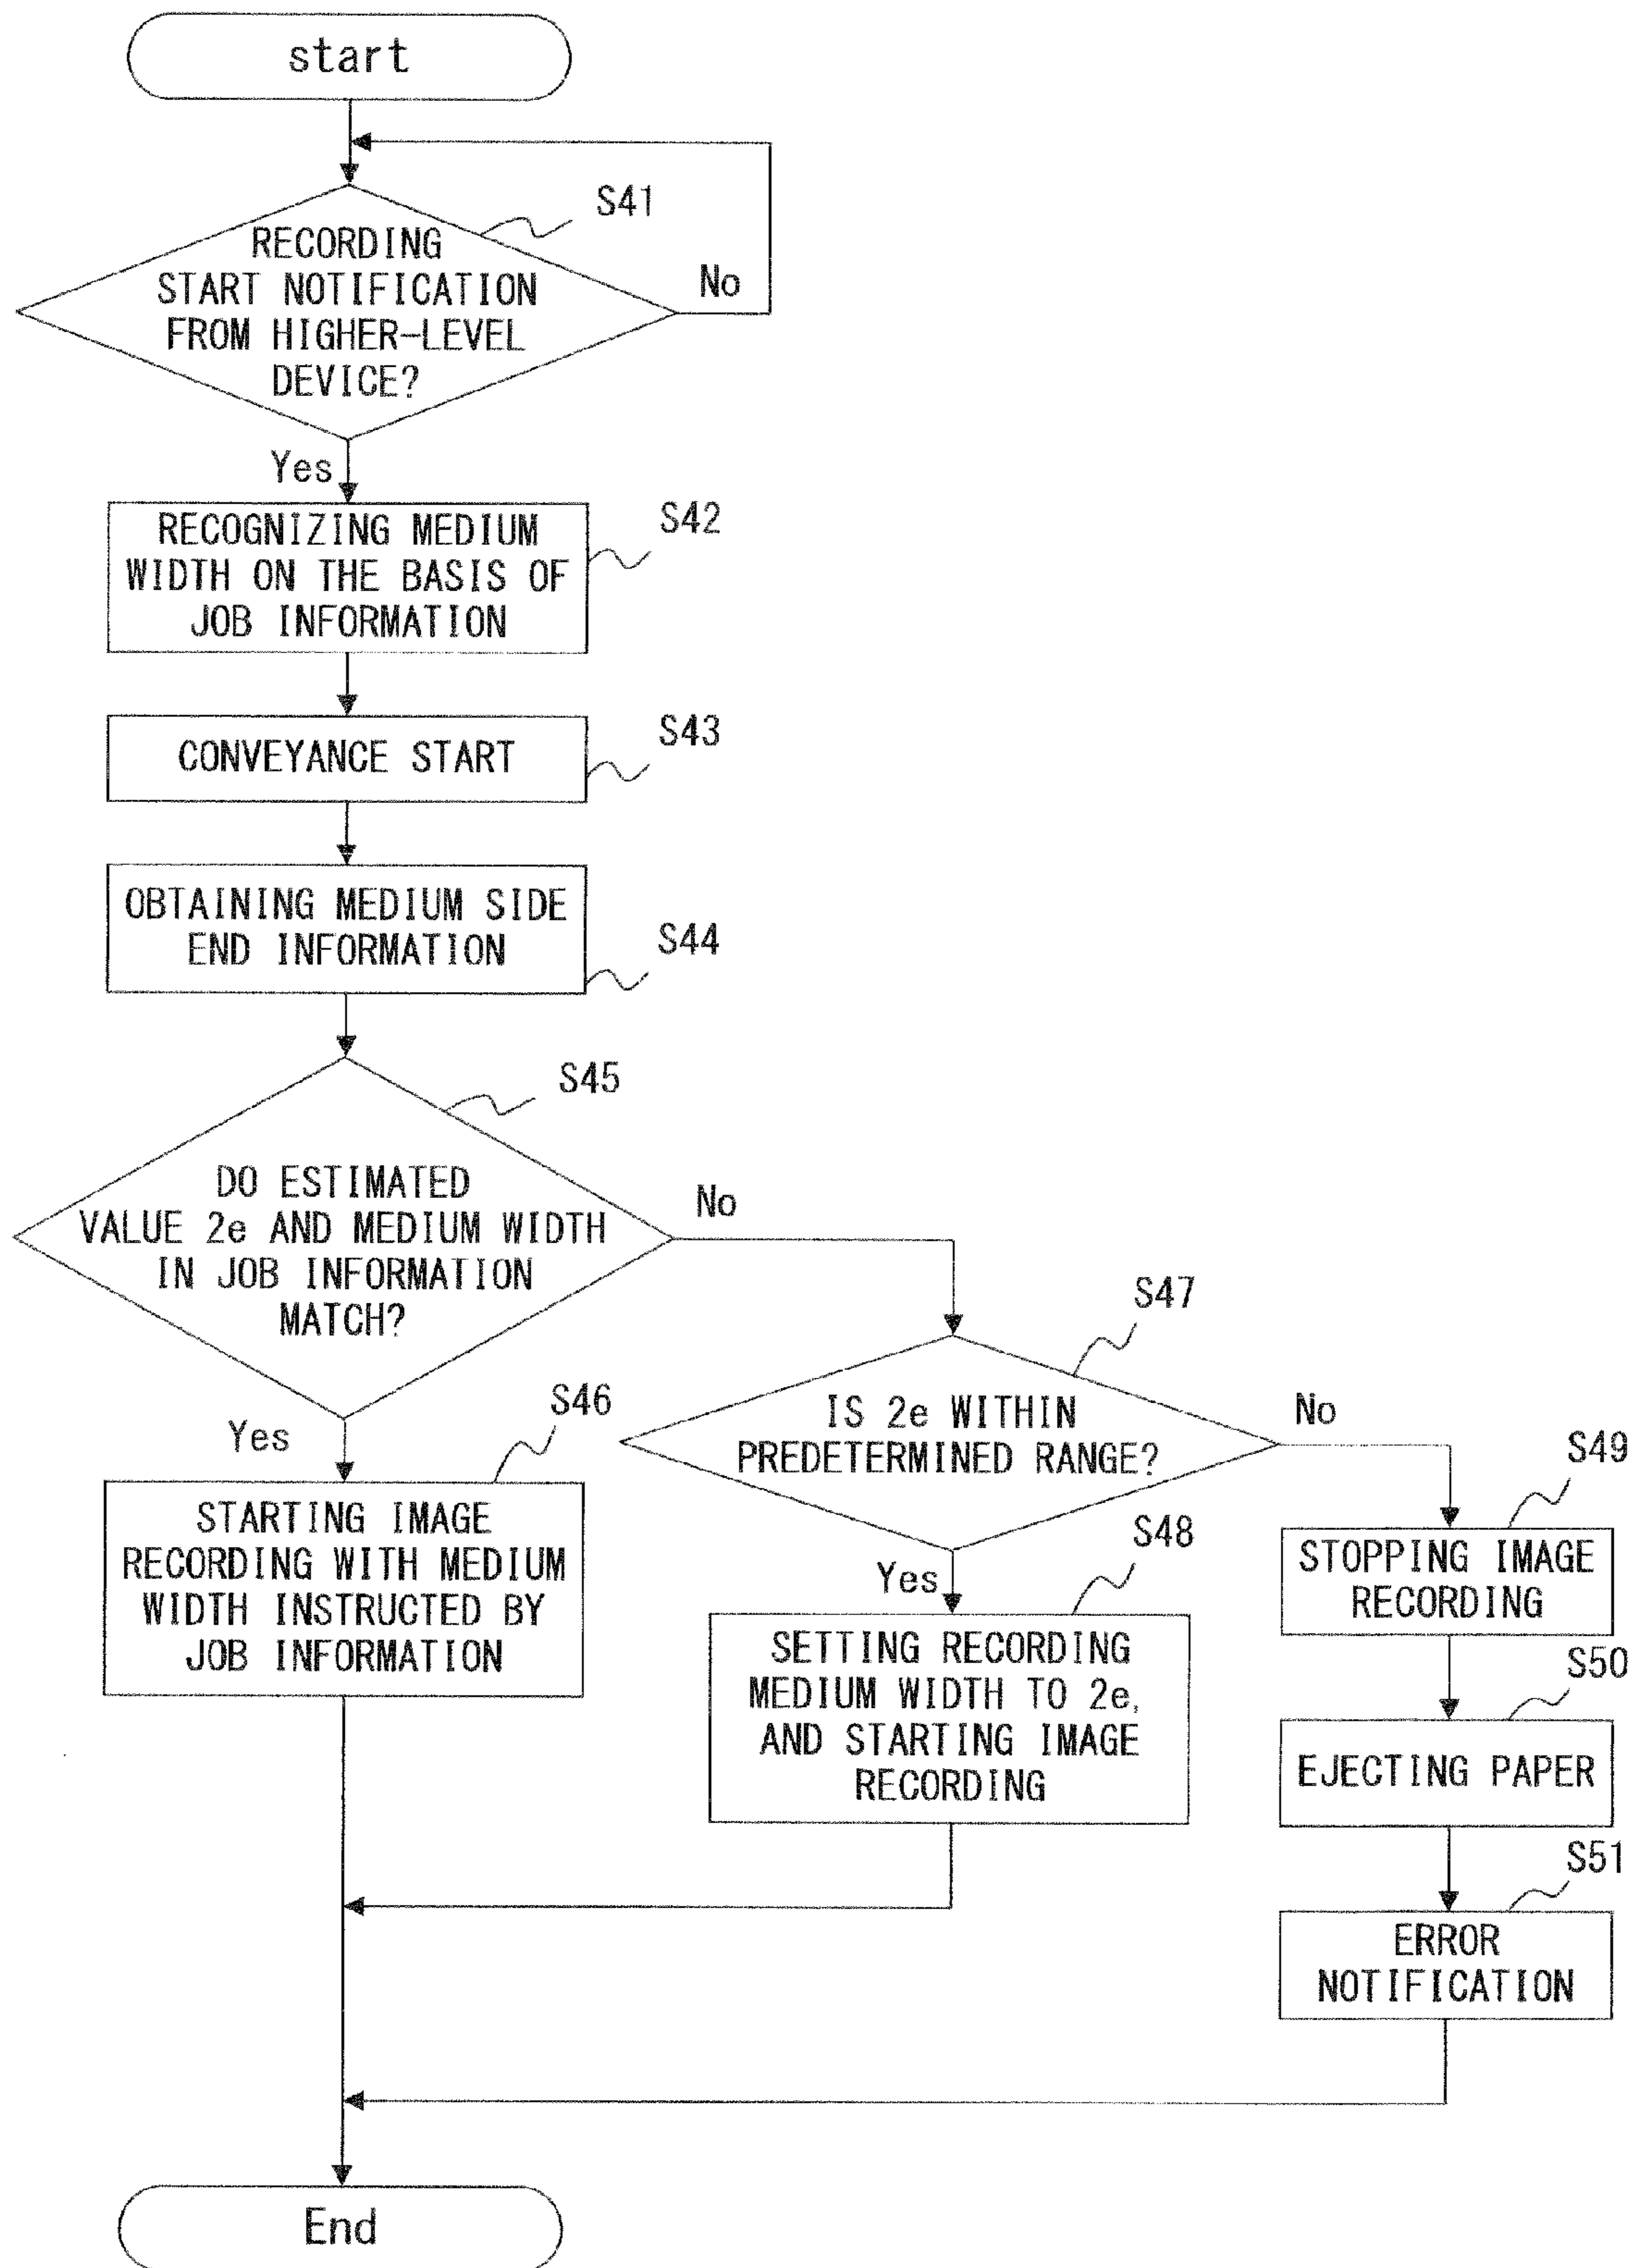 start
S41
RECORDING
START NOTIFICATION
FROM HIGHER-LEVEL
DEVICE?
No
Yes
S42
RECOGNIZING MEDIUM
WIDTH ON THE BASIS OF
JOB INFORMATION
S43
CONVEYANCE START
OBTAINING MEDIUM SIDE
END INFORMATION
S44
S45
DO ESTIMATED
VALUE 2e AND MEDIUM WIDTH
IN JOB INFORMATION
MATCH?
No
Yes
S46
STARTING IMAGE
RECORDING WITH MEDIUM
WIDTH INSTRUCTED BY
JOB INFORMATION
S47
IS 2e WITHIN
PREDETERMINED RANGE?
No
Yes
S48
SETTING RECORDING
MEDIUM WIDTH TO 2e,
AND STARTING IMAGE
RECORDING
S49
STOPPING IMAGE
RECORDING
S50
EJECTING PAPER
S51
ERROR
NOTIFICATION
End